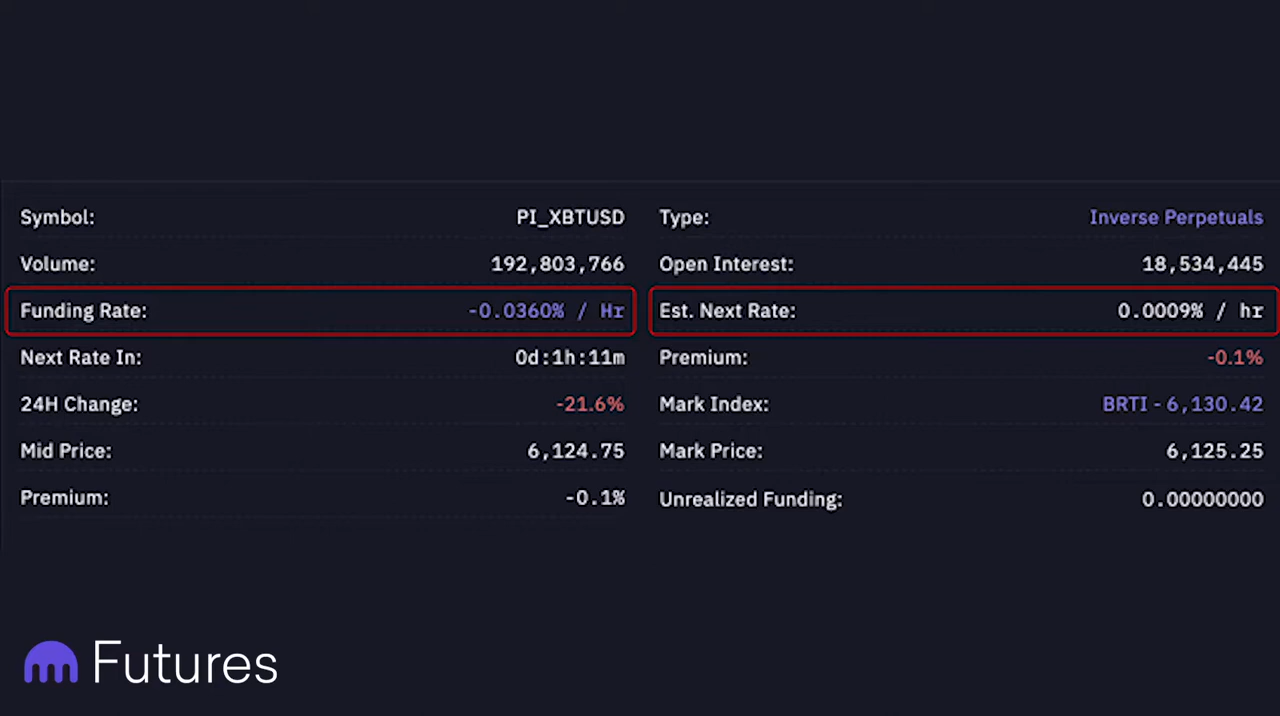 Symbol: PI_XBTUSD Type: Inverse Perpetuals
Volume: 192,803,766 Open Interest: 18,534,445
Funding Rate: -0.0360% / Hr Est. Next Rate: 0.0009% / hr
Next Rate In: 0d:1h:11m Premium: -0.1%
24H Change: -21.6% Mark Index: BRTI - 6,130.42
Mid Price: 6,124.75 Mark Price: 6,125.25
Premium: -0.1% Unrealized Funding: 0.00000000
Futures